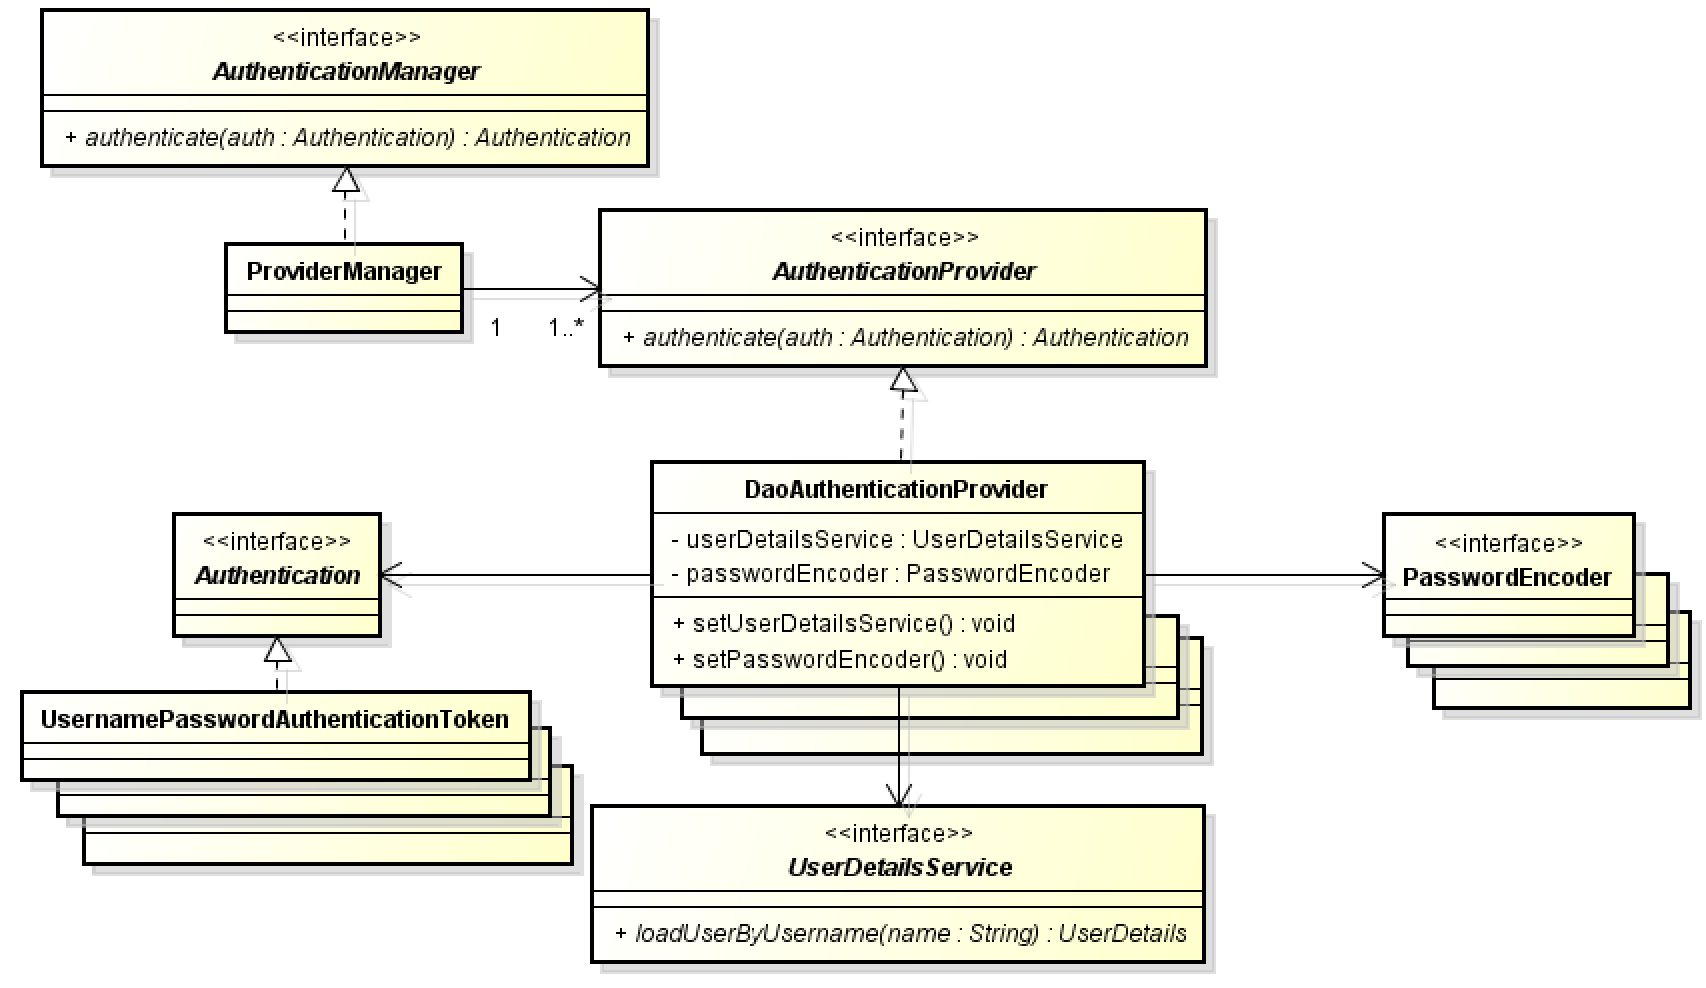 <<interface>>
AuthenticationManager
+ authenticate(auth : Authentication) : Authentication
ProviderManager
1
1..*
<<interface>>
AuthenticationProvider
+ authenticate(auth : Authentication) : Authentication
DaoAuthenticationProvider
- userDetailsService : UserDetailsService
- passwordEncoder : PasswordEncoder
+ setUserDetailsService() : void
+ setPasswordEncoder() : void
<<interface>>
Authentication
<<interface>>
PasswordEncoder
UsernamePasswordAuthenticationToken
<<interface>>
UserDetailsService
+ loadUserByUsername(name : String) : UserDetails